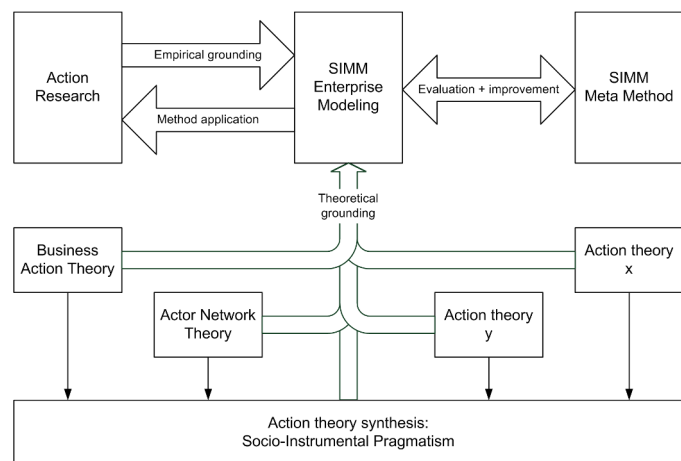 Action
Research
Empirical grounding
Method application
SIMM
Enterprise
Modeling
Evaluation + improvement
SIMM
Meta Method
Theoretical
grounding
Business
Action Theory
Action theory
x
Actor Network
Theory
Action theory
y
Action theory synthesis:
Socio-Instrumental Pragmatism